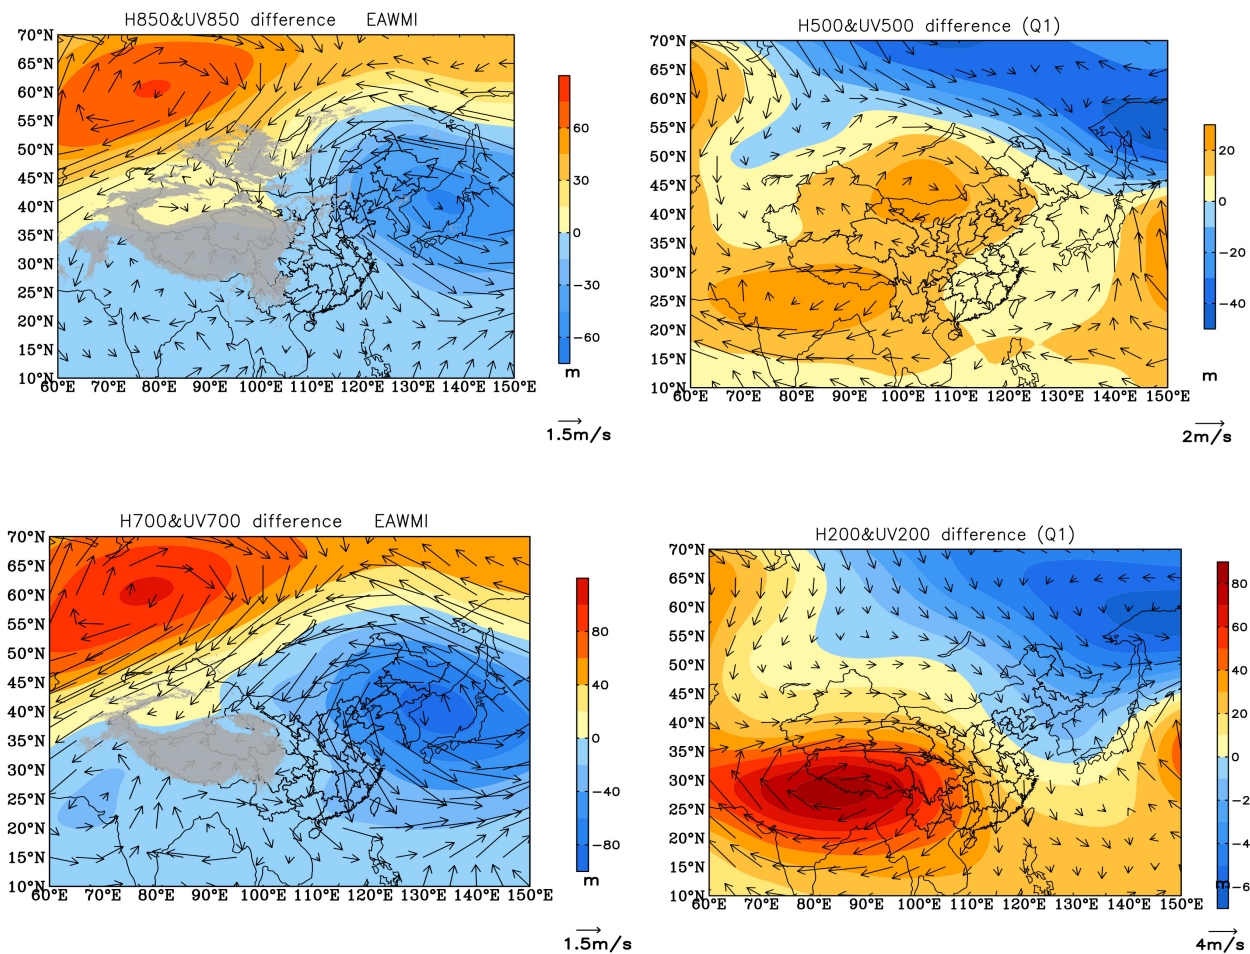 H850&UV850 difference EAWMI
70°N
65°N
60°N
55°N
50°N
45°N
40°N
35°N
30°N
25°N
20°N
15°N
10°N
60°E 70°E 80°E 90°E 100°E 110°E 120°E 130°E 140°E 150°E
60
30
0
−30
−60
m
1.5m/s
H500&UV500 difference (Q1)
70°N
65°N
60°N
55°N
50°N
45°N
40°N
35°N
30°N
25°N
20°N
15°N
10°N
60°E 70°E 80°E 90°E 100°E 110°E 120°E 130°E 140°E 150°E
20
0
−20
−40
m
2m/s
H700&UV700 difference EAWMI
70°N
65°N
60°N
55°N
50°N
45°N
40°N
35°N
30°N
25°N
20°N
15°N
10°N
60°E 70°E 80°E 90°E 100°E 110°E 120°E 130°E 140°E 150°E
80
40
0
−40
−80
m
1.5m/s
H200&UV200 difference (Q1)
70°N
65°N
60°N
55°N
50°N
45°N
40°N
35°N
30°N
25°N
20°N
15°N
10°N
60°E 70°E 80°E 90°E 100°E 110°E 120°E 130°E 140°E 150°E
80
60
40
20
0
−2
−4
−6
m
4m/s